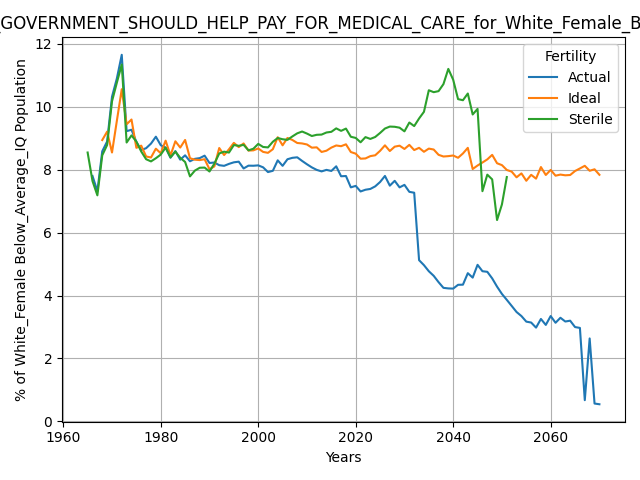 _GOVERNMENT_SHOULD_HELP_PAY_FOR_MEDICAL_CARE_for_White_Female_B
% of White_Female Below_Average_IQ Population
12
10
8
6
4
2
0
1960 1980 2000 2020 2040 2060
Years
Fertility
Actual
Ideal
Sterile